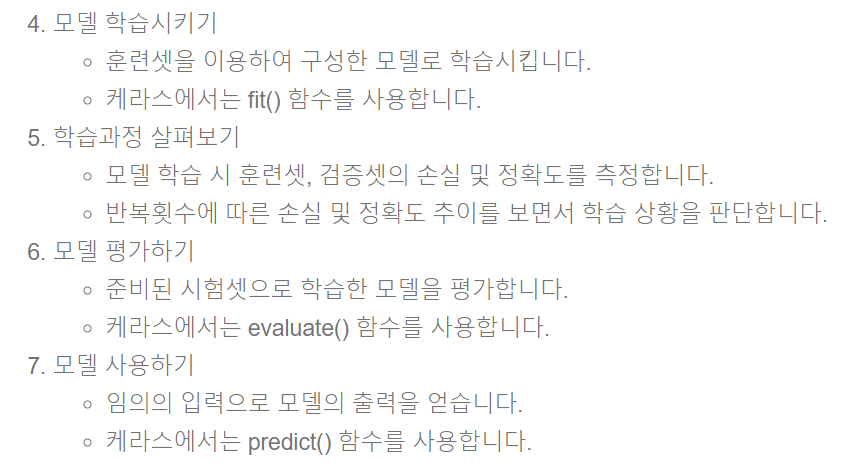 4. 모델 학습시키기
◦ 훈련셋을 이용하여 구성한 모델로 학습시킵니다.
◦ 케라스에서는 fit() 함수를 사용합니다.
5. 학습과정 살펴보기
◦ 모델 학습 시 훈련셋, 검증셋의 손실 및 정확도를 측정합니다.
◦ 반복횟수에 따른 손실 및 정확도 추이를 보면서 학습 상황을 판단합니다.
6. 모델 평가하기
◦ 준비된 시험셋으로 학습한 모델을 평가합니다.
◦ 케라스에서는 evaluate() 함수를 사용합니다.
7. 모델 사용하기
◦ 임의의 입력으로 모델의 출력을 얻습니다.
◦ 케라스에서는 predict() 함수를 사용합니다.